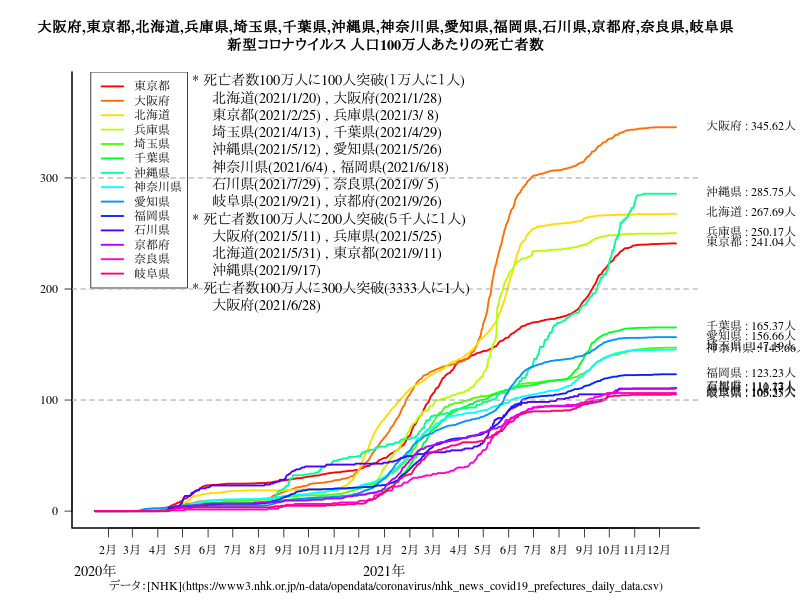 大阪府,東京都,北海道,兵庫県,埼玉県,千葉県,沖縄県,神奈川県,愛知県,福岡県,石川県,京都府,奈良県,岐阜県
新型コロナウイルス 人口100万人あたりの死亡者数
東京都
大阪府
北海道
兵庫県
埼玉県
千葉県
沖縄県
神奈川県
愛知県
福岡県
石川県
京都府
奈良県
岐阜県
* 死亡者数100万人に100人突破(1万人に1人)
北海道(2021/1/20) , 大阪府(2021/1/28)
東京都(2021/2/25) , 兵庫県(2021/3/ 8)
埼玉県(2021/4/13) , 千葉県(2021/4/29)
沖縄県(2021/5/12) , 愛知県(2021/5/26)
神奈川県(2021/6/4) , 福岡県(2021/6/18)
石川県(2021/7/29) , 奈良県(2021/9/ 5)
岐阜県(2021/9/21) , 京都府(2021/9/26)
* 死亡者数100万人に200人突破(5千人に1人)
大阪府(2021/5/11) , 兵庫県(2021/5/25)
北海道(2021/5/31) , 東京都(2021/9/11)
沖縄県(2021/9/17)
* 死亡者数100万人に300人突破(3333人に1人)
大阪府(2021/6/28)
300
200
100
0
大阪府 : 345.62人
沖縄県 : 285.75人
北海道 : 267.69人
兵庫県 : 250.17人
東京都 : 241.04人
千葉県 : 165.37人
愛知県 : 156.66人
埼玉県 : 147.49人
神奈川県 : 145.66人
福岡県 : 123.23人
岐阜県 : 105.25人
2月 3月 4月 5月 6月 7月 8月 9月 10月 11月 12月 1月 2月 3月 4月 5月 6月 7月 8月 9月 10月 11月 12月
2020年 2021年
データ：[NHK](https://www3.nhk.or.jp/n-data/opendata/coronavirus/nhk_news_covid19_prefectures_daily_data.csv)